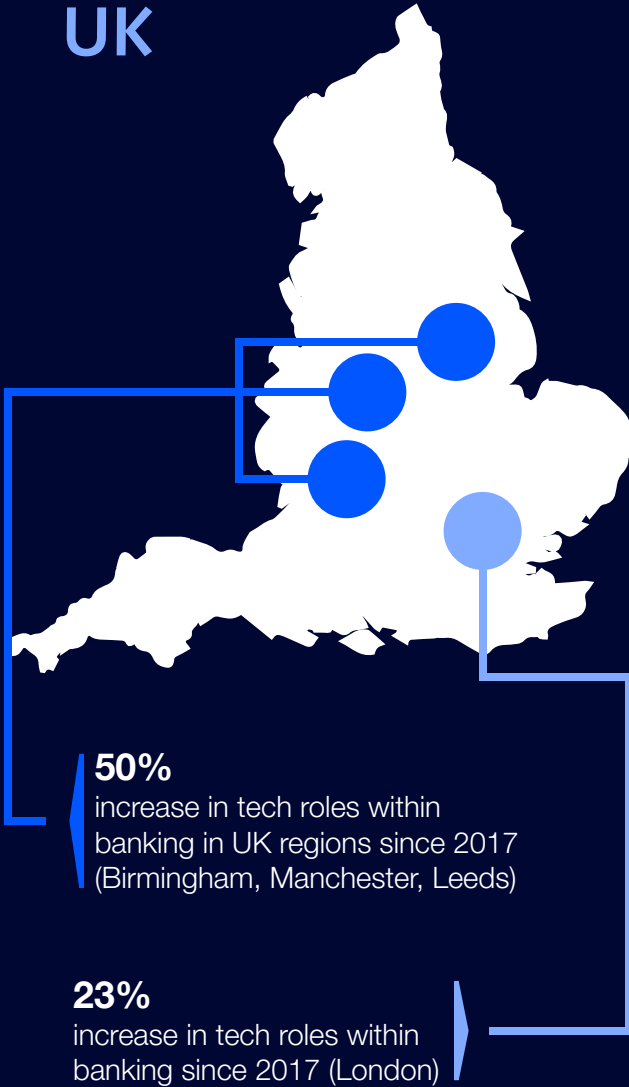 UK
50%
increase in tech roles within
banking in UK regions since 2017
(Birmingham, Manchester, Leeds)
23%
increase in tech roles within
banking since 2017 (London)